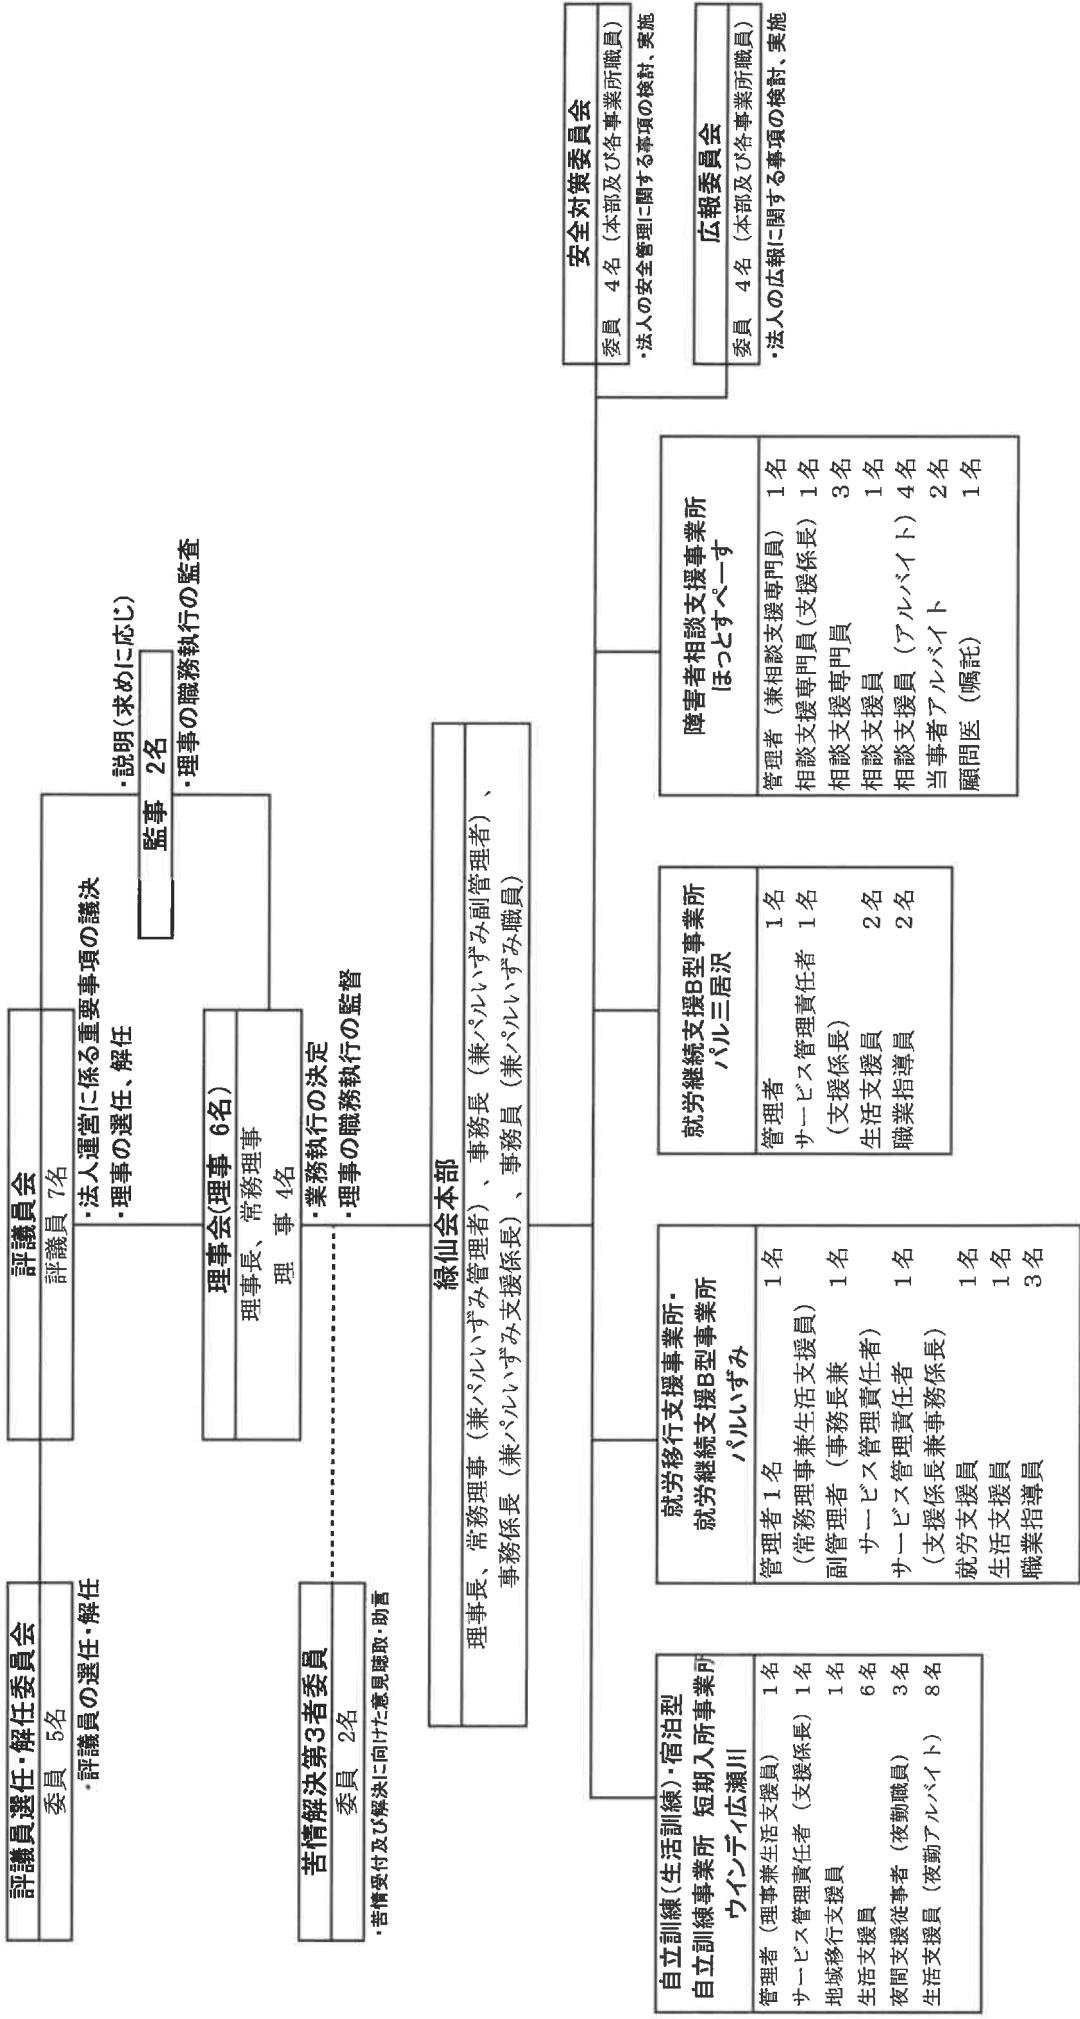 評議員選任・解任委員会
委員 5名
・評議員の選任・解任
評議員会
評議員 7名
・法人運営に係る重要事項の議決
・理事の選任、解任
・説明(求めに応じ)
監事 2名
・理事の職務執行の監査
理事会(理事 6名)
理事長、常務理事
理 事 4名
・業務執行の決定
・理事の職務執行の監督
苦情解決第3者委員
委員 2名
・苦情受付及び解決に向けた意見聴取・助言
緑仙会本部
理事長、常務理事（兼パルいずみ管理者）、事務長（兼パルいずみ副管理者）、
事務係長（兼パルいずみ支援係長）、事務員（兼パルいずみ職員）
安全対策委員会
委員 4名（本部及び各事業所職員）
・法人の安全管理に関する事項の検討、実施
広報委員会
委員 4名（本部及び各事業所職員）
・法人の広報に関する事項の検討、実施
自立訓練(生活訓練)・宿泊型
自立訓練事業所 短期入所事業所
ウインディ広瀬川
管理者（理事兼生活支援員） 1名
サービス管理責任者（支援係長） 1名
地域移行支援員 1名
生活支援員 6名
夜間支援従事者（夜勤職員） 3名
生活支援員（夜勤アルバイト） 8名
就労移行支援事業所・
就労継続支援B型事業所
パルいずみ
管理者1名 1名
（常務理事兼生活支援員）
副管理者（事務長兼 1名
サービス管理責任者）
サービス管理責任者 1名
（支援係長兼事務係長）
就労支援員 1名
生活支援員 1名
職業指導員 3名
就労継続支援B型事業所
パル三居沢
管理者 1名
サービス管理責任者 1名
（支援係長）
生活支援員 2名
職業指導員 2名
障害者相談支援事業所
ほっとすぺーす
管理者（兼相談支援専門員） 1名
相談支援専門員（支援係長） 1名
相談支援専門員 3名
相談支援員 1名
相談支援員（アルバイト） 4名
当事者アルバイト 2名
顧問医（嘱託） 1名